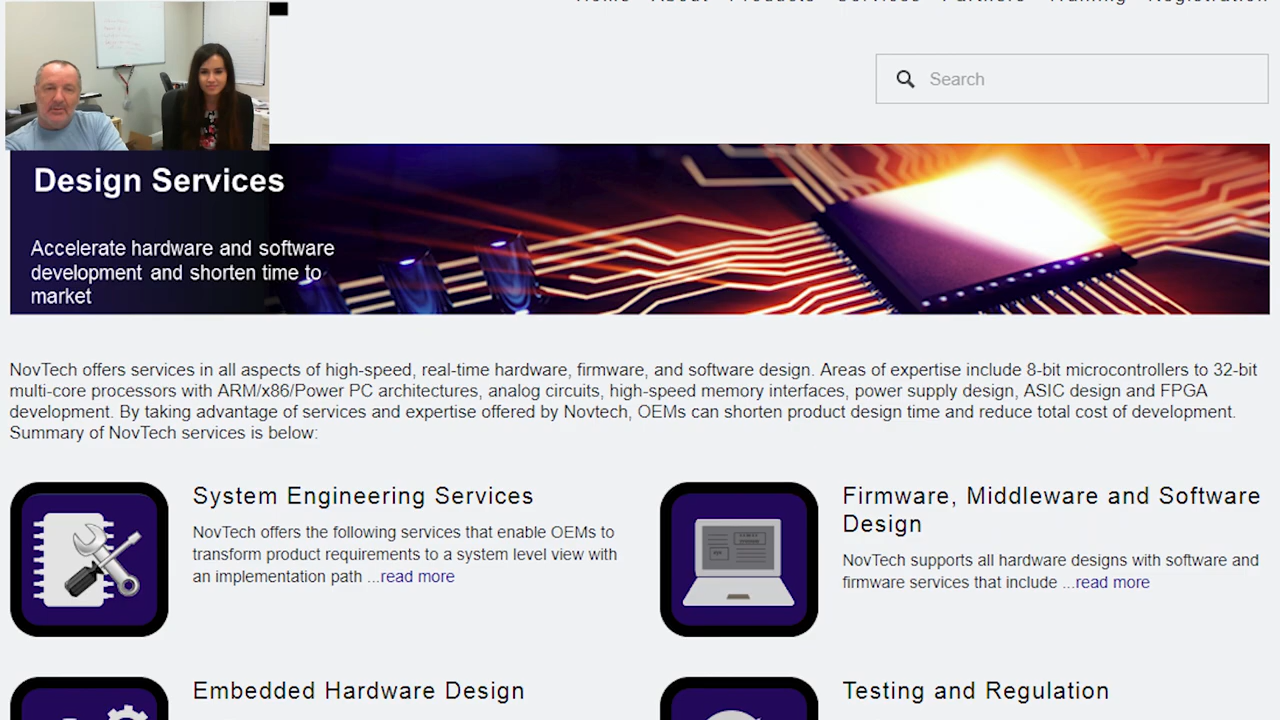 Home About Products Services Partners Training Registration
Search
Design Services
Accelerate hardware and software
development and shorten time to
market
NovTech offers services in all aspects of high-speed, real-time hardware, firmware, and software design. Areas of expertise include 8-bit microcontrollers to 32-bit
multi-core processors with ARM/x86/Power PC architectures, analog circuits, high-speed memory interfaces, power supply design, ASIC design and FPGA
development. By taking advantage of services and expertise offered by Novtech, OEMs can shorten product design time and reduce total cost of development.
Summary of NovTech services is below:
System Engineering Services
NovTech offers the following services that enable OEMs to
transform product requirements to a system level view with
an implementation path ...read more
Firmware, Middleware and Software
Design
NovTech supports all hardware designs with software and
firmware services that include ...read more
Embedded Hardware Design
Testing and Regulation